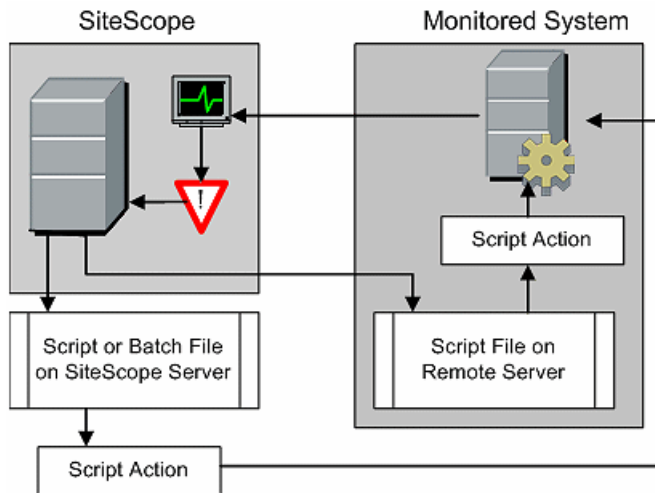 SiteScope
Monitored System
!
Script Action
Script or Batch File
on SiteScope Server
Script File on
Remote Server
Script Action